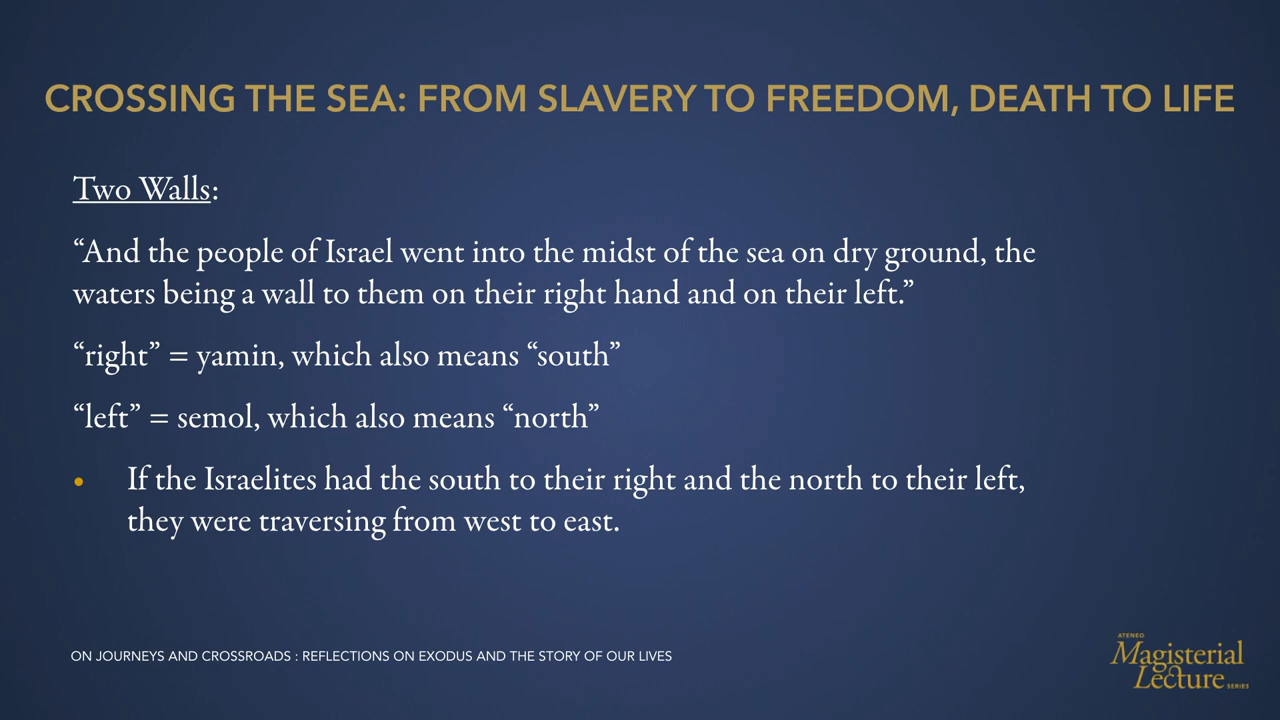 CROSSING THE SEA: FROM SLAVERY TO FREEDOM, DEATH TO LIFE
Two Walls:
“And the people of Israel went into the midst of the sea on dry ground, the
waters being a wall to them on their right hand and on their left.”
“right” = yamin, which also means “south”
“left” = semol, which also means “north”
• If the Israelites had the south to their right and the north to their left,
they were traversing from west to east.
ON JOURNEYS AND CROSSROADS : REFLECTIONS ON EXODUS AND THE STORY OF OUR LIVES
ATENEO
Magisterial
Lecture SERIES